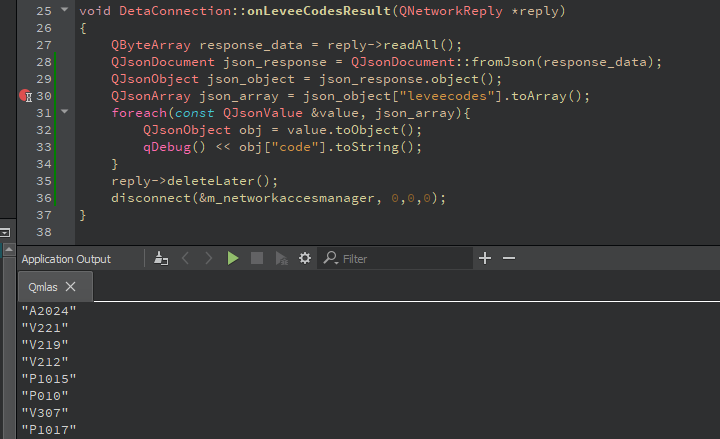 25 void DetaConnection::onLeveeCodesResult(QNetworkReply *reply)
26 {
27 QByteArray response_data = reply->readAll();
28 QJsonDocument json_response = QJsonDocument::fromJson(response_data);
29 QJsonObject json_object = json_response.object();
30 QJsonArray json_array = json_object["leveecodes"].toArray();
31 foreach(const QJsonValue &value, json_array){
32 QJsonObject obj = value.toObject();
33 qDebug() << obj["code"].toString();
34 }
35 reply->deleteLater();
36 disconnect(&m_networkaccesmanager, 0,0,0);
37 }
38
Application Output
Filter
Qmlas
"A2024"
"V221"
"V219"
"V212"
"P1015"
"P010"
"V307"
"P1017"